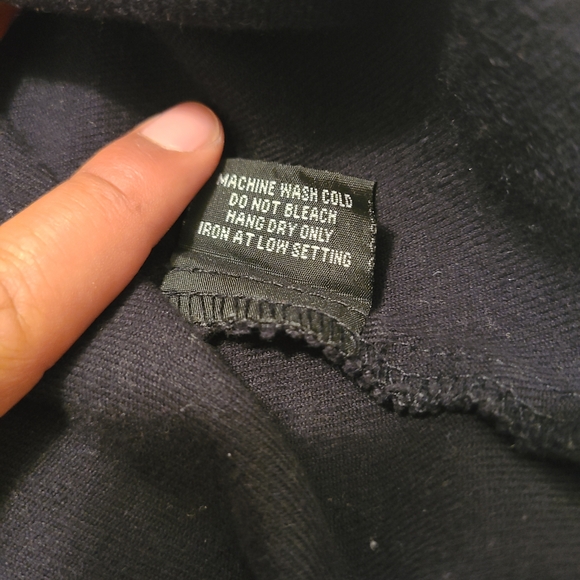 MACHINE WASH COLD
DO NOT BLEACH
HANG DRY ONLY
IRON AT LOW SETTING